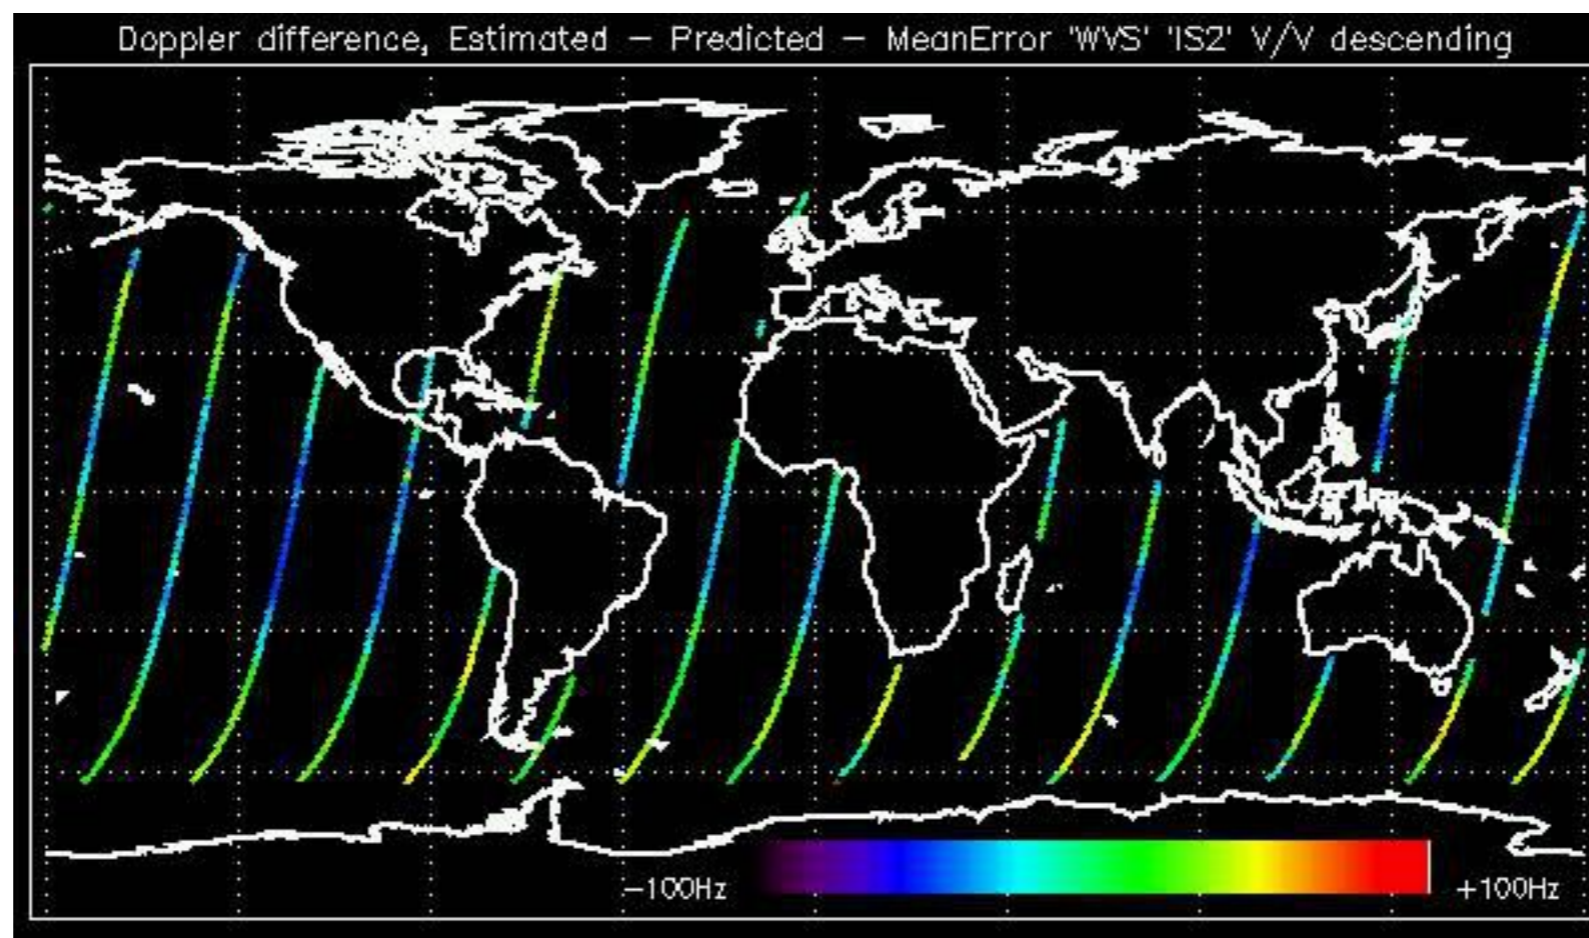 Doppler difference, Estimated – Predicted – MeanError 'WVS' 'IS2' V/V descending
–100Hz
+100Hz